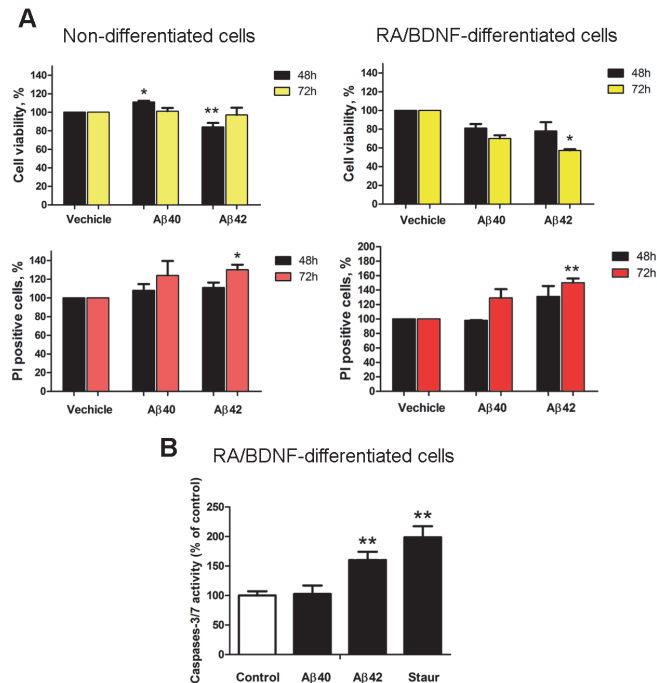 A
Non-differentiated cells
RA/BDNF-differentiated cells
Cell viability, %
140
120
100
80
60
40
20
0
*
**
48h
72h
Vechicle Aβ40 Aβ42
Cell viability, %
140
120
100
80
60
40
20
0
*
48h
72h
Vehicle Aβ40 Aβ42
PI positive cells, %
140
120
100
80
60
40
20
0
*
48h
72h
Vehicle Aβ40 Aβ42
PI positive cells, %
200
180
160
140
120
100
80
60
40
20
0
**
48h
72h
Vehicle Aβ40 Aβ42
B
RA/BDNF-differentiated cells
Caspases-3/7 activity (% of control)
250
200
150
100
50
0
**
**
Control Aβ40 Aβ42 Staur